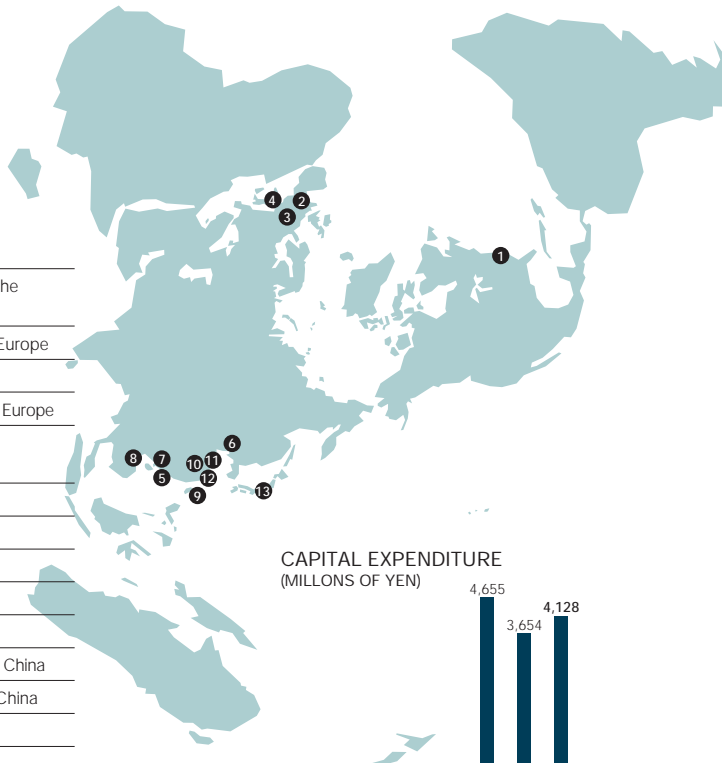 4
2
3
1
he
Europe
Europe
6
8
7
10
11
5
12
9
13
CAPITAL EXPENDITURE
(MILLONS OF YEN)
4,655
4,128
3,654
China
China